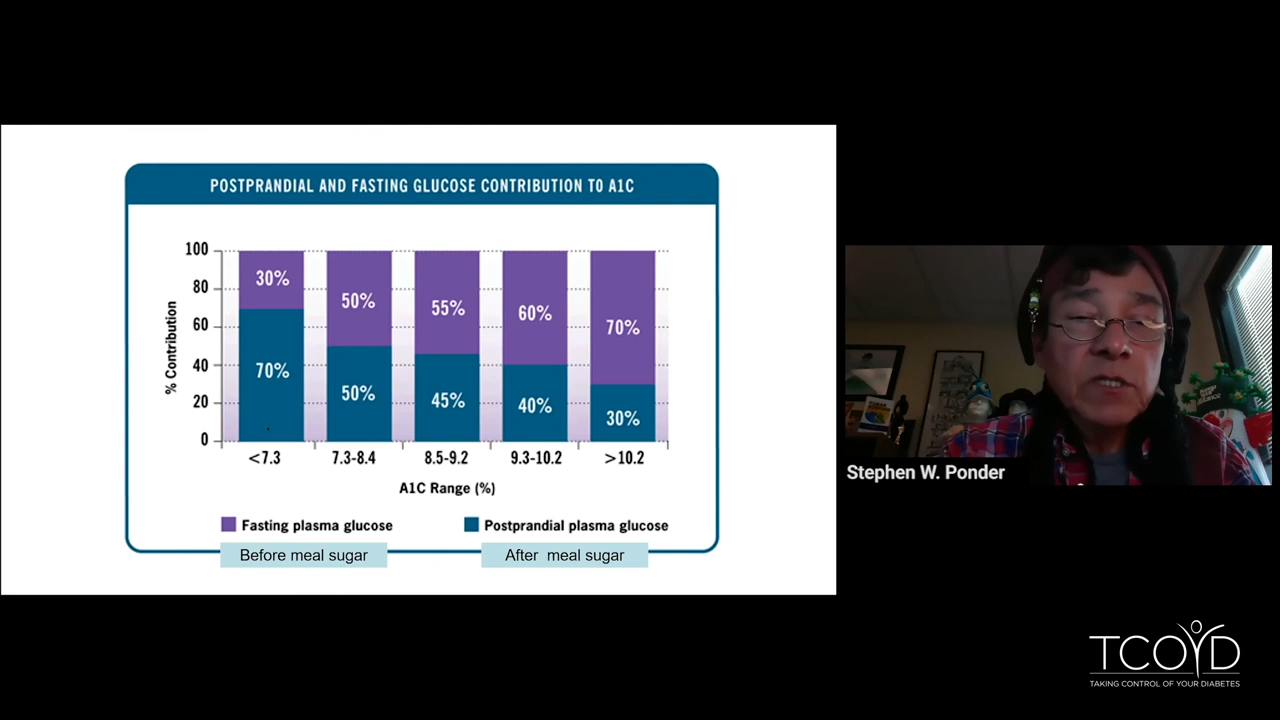 POSTPRANDIAL AND FASTING GLUCOSE CONTRIBUTION TO A1C
% Contribution
100
80
60
40
20
0
30%
70%
50%
50%
55%
45%
60%
40%
70%
30%
<7.3
7.3-8.4
8.5-9.2
9.3-10.2
>10.2
A1C Range (%)
Fasting plasma glucose
Postprandial plasma glucose
Before meal sugar
After meal sugar
Stephen W. Ponder
TCOYD
TAKING CONTROL OF YOUR DIABETES